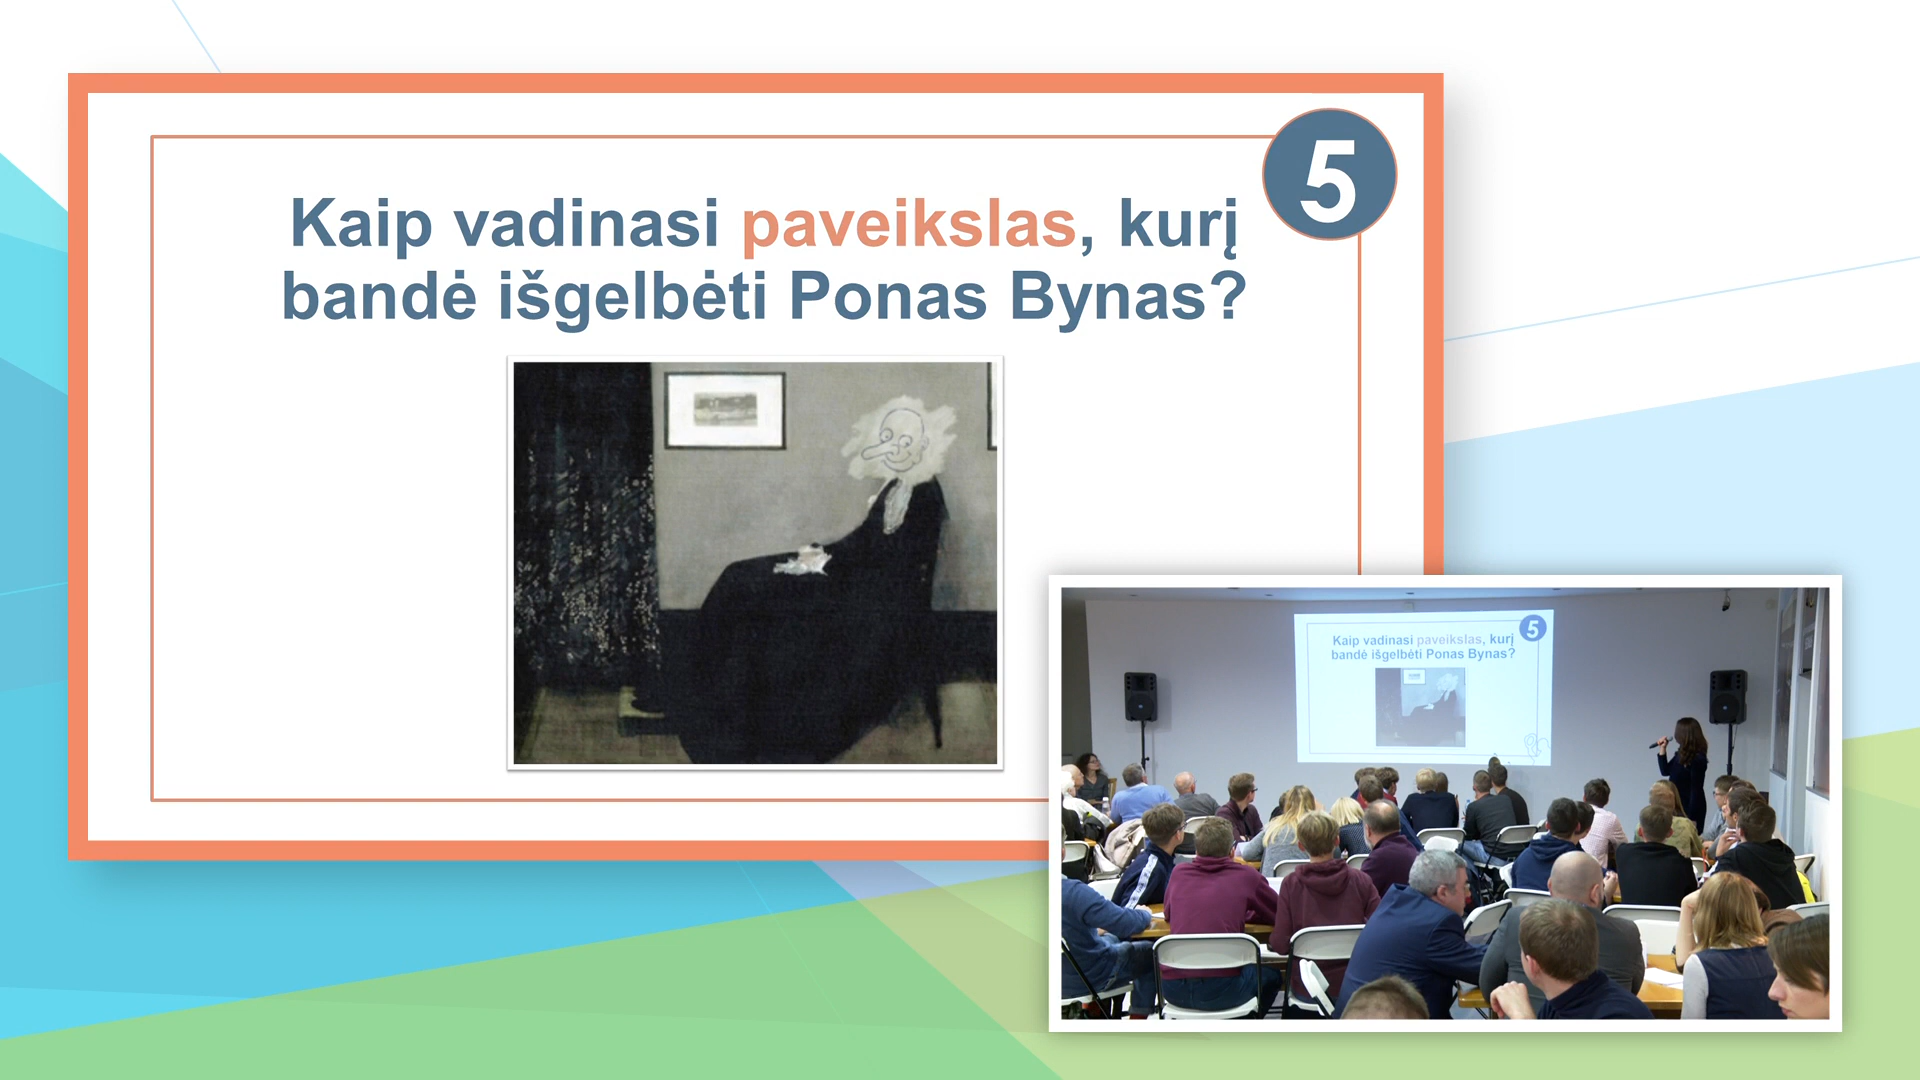 5
Kaip vadinasi paveikslas, kurį
bandė išgelbėti Ponas Bynas?
5
Kaip vadinasi paveikslas, kurį
bandė išgelbėti Ponas Bynas?